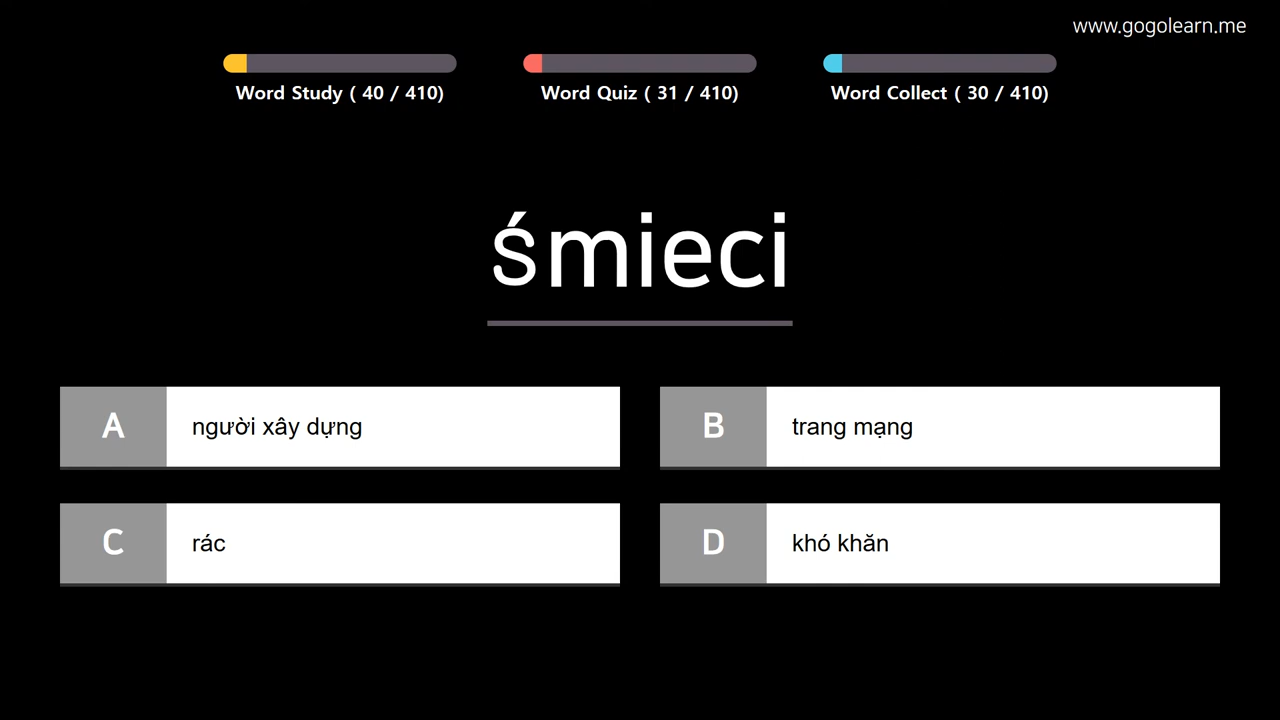 www.gogolearn.me
Word Study ( 40 / 410)
Word Quiz ( 31 / 410)
Word Collect ( 30 / 410)
śmieci
A người xây dựng
B trang mạng
C rác
D khó khăn